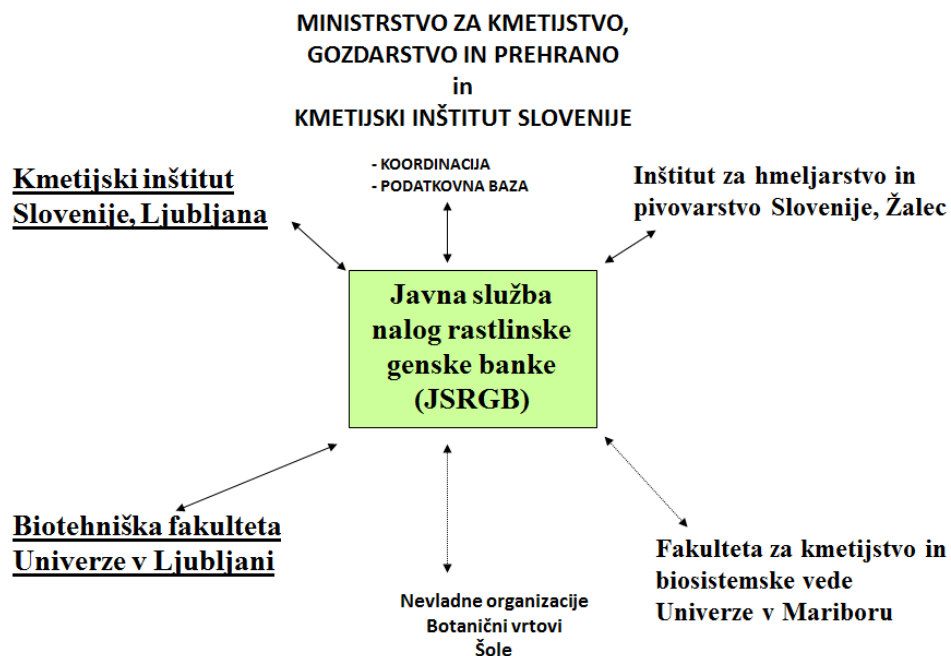 MINISTRSTVO ZA KMETIJSTVO,
GOZDARSTVO IN PREHRANO
in
KMETIJSKI INŠTITUT SLOVENIJE
- KOORDINACIJA
- PODATKOVNA BAZA
Kmetijski inštitut
Slovenije, Ljubljana
Inštitut za hmeljarstvo in
pivovarstvo Slovenije, Žalec
Javna služba
nalog rastlinske
genske banke
(JSRGB)
Biotehniška fakulteta
Univerze v Ljubljani
Nevladne organizacije
Botanični vrtovi
Šole
Fakulteta za kmetijstvo in
biosistemske vede
Univerze v Mariboru